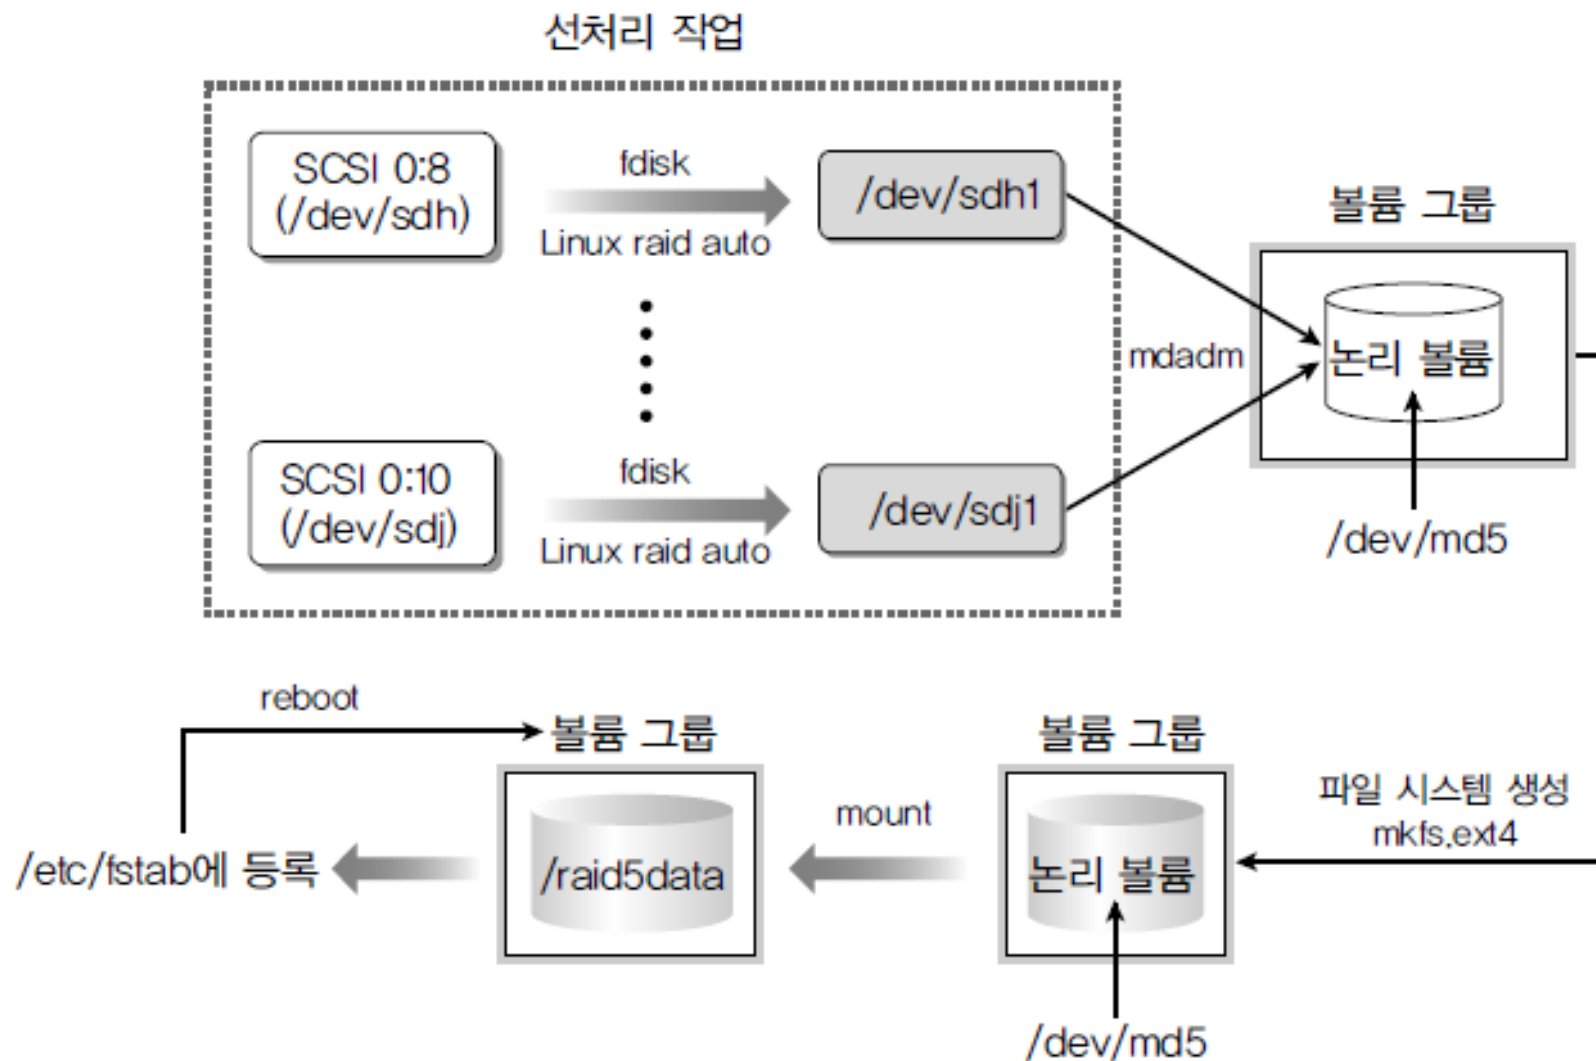 선처리 작업
SCSI 0:8
(/dev/sdh)
fdisk
Linux raid auto
/dev/sdh1
SCSI 0:10
(/dev/sdj)
fdisk
Linux raid auto
/dev/sdj1
mdadm
볼륨 그룹
논리 볼륨
/dev/md5
reboot
/etc/fstab에 등록
볼륨 그룹
/raid5data
mount
볼륨 그룹
논리 볼륨
/dev/md5
파일 시스템 생성
mkfs.ext4